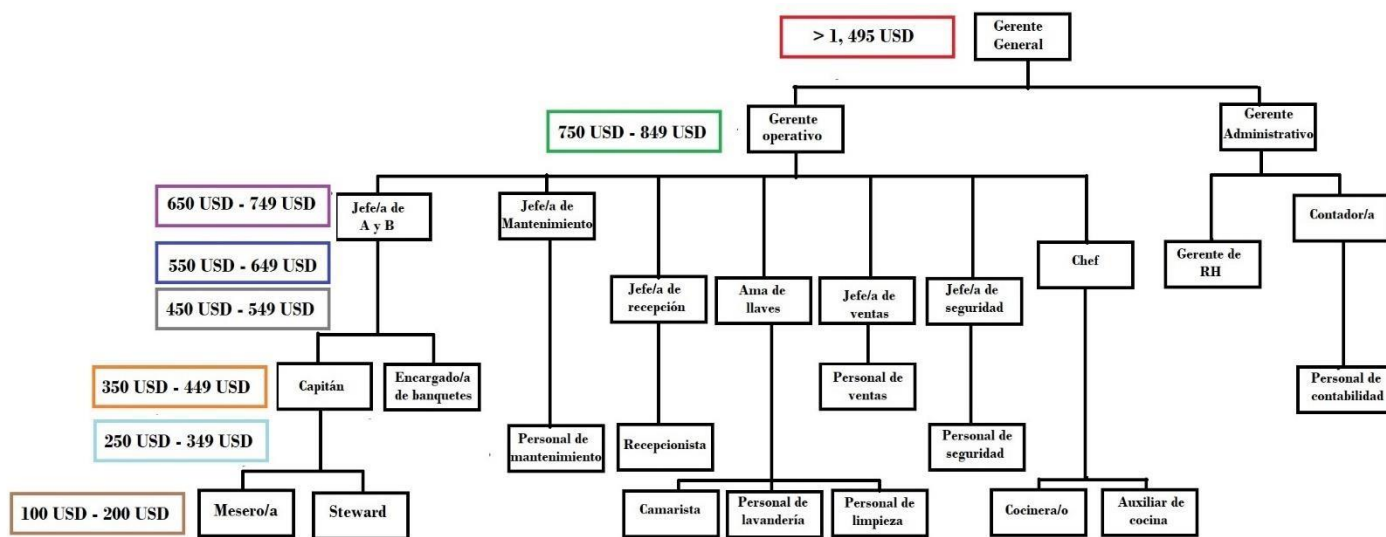 > 1, 495 USD
Gerente
General
750 USD - 849 USD
Gerente
operativo
Gerente
Administrativo
650 USD - 749 USD
Jefe/a de
A y B
Jefe/a de
Mantenimiento
Contador/a
550 USD - 649 USD
Chef
Gerente de
RH
450 USD - 549 USD
Jefe/a de
recepción
Ama de
llaves
Jefe/a de
ventas
Jefe/a de
seguridad
350 USD - 449 USD
Capitán
Encargado/a
de banquetes
Personal de
ventas
Personal de
contabilidad
250 USD - 349 USD
Personal de
mantenimiento
Recepcionista
Personal de
seguridad
100 USD - 200 USD
Mesero/a
Steward
Camarista
Personal de
lavandería
Personal de
limpieza
Cocinera/o
Auxiliar de
cocina